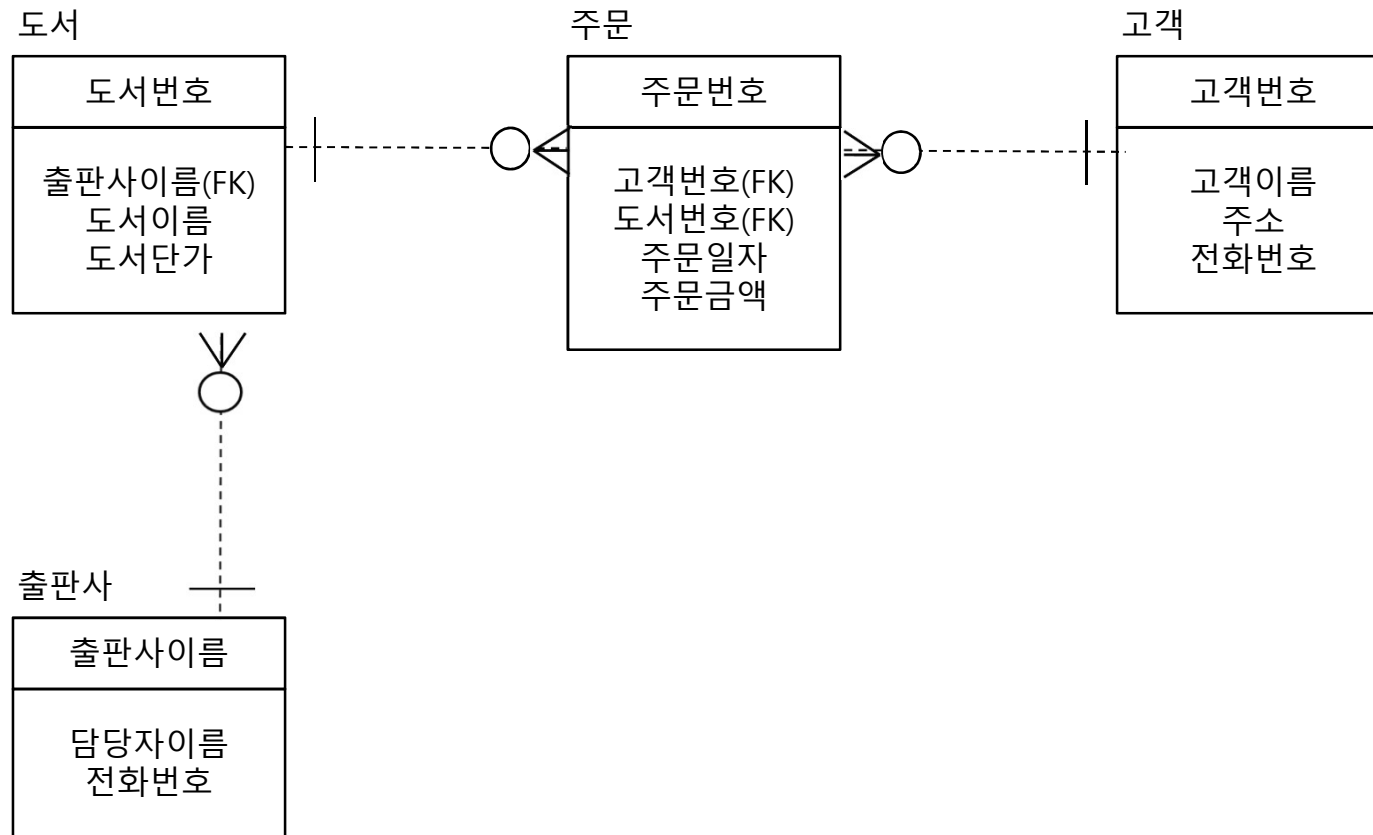 도서
도서번호
출판사이름(FK)
도서이름
도서단가
주문
주문번호
고객번호(FK)
도서번호(FK)
주문일자
주문금액
고객
고객번호
고객이름
주소
전화번호
출판사
출판사이름
담당자이름
전화번호